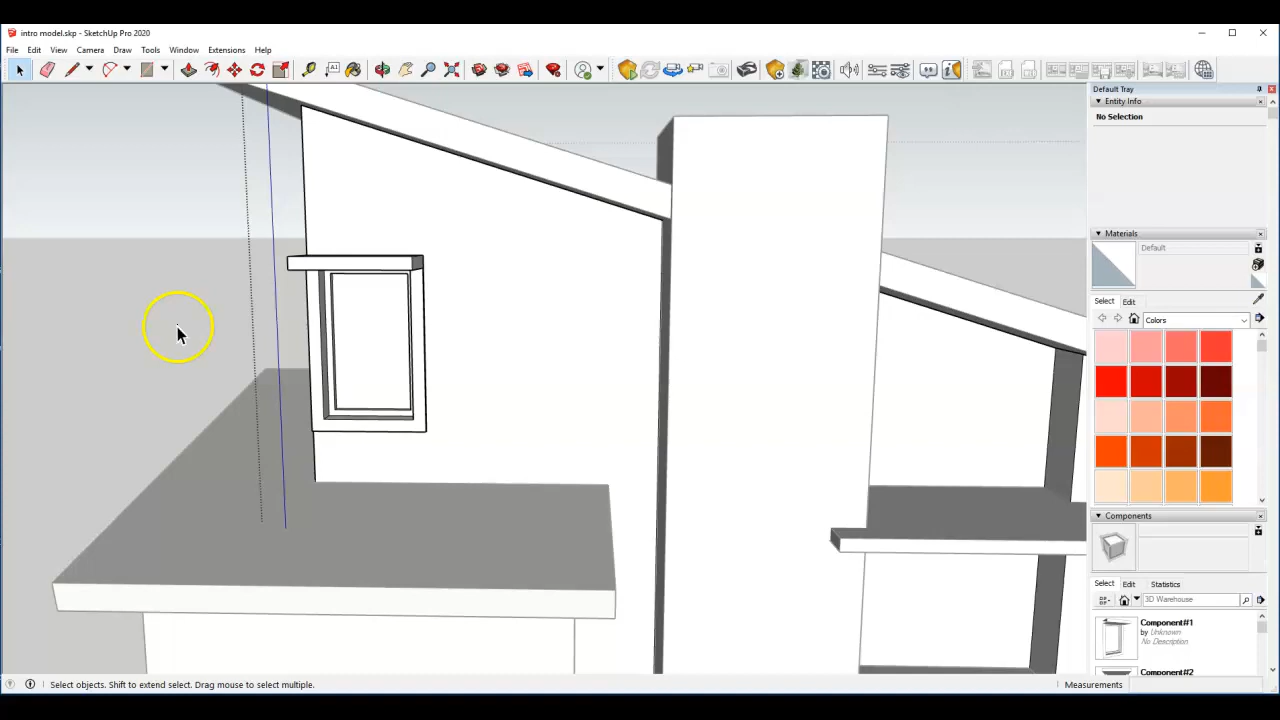 intro model.skp - SketchUp Pro 2020
File Edit View Camera Draw Tools Window Extensions Help
Default Tray
Entity Info
No Selection
Materials
Default
Select Edit
Colors
Components
Select Edit Statistics
3D Warehouse
Component#1
by Unknown
No Description
Component#2
Select objects. Shift to extend select. Drag mouse to select multiple.
Measurements